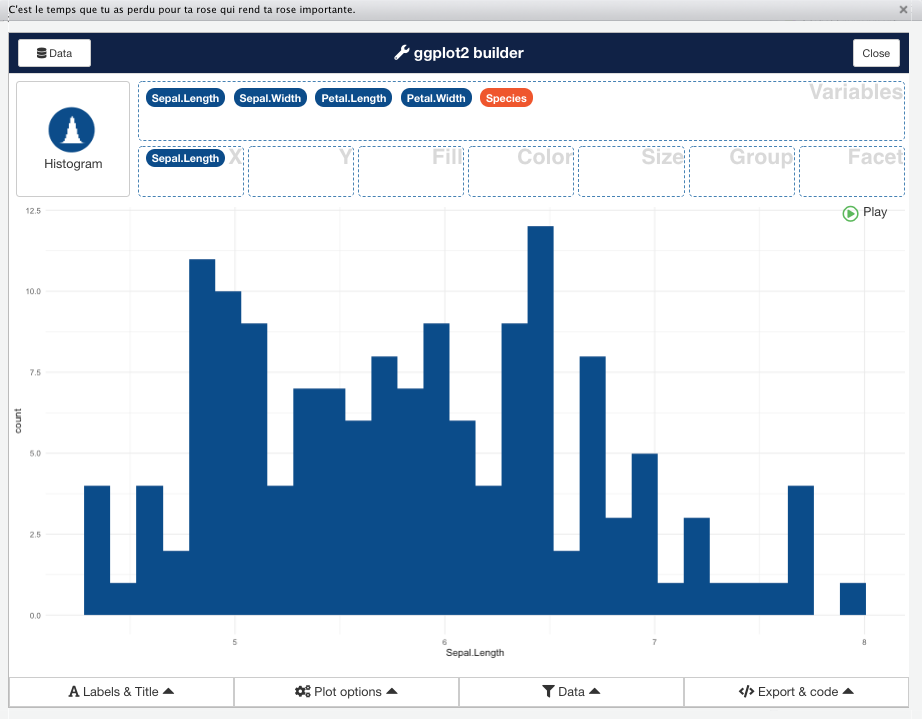 C'est le temps que tu as perdu pour ta rose qui rend ta rose importante.
Data
ggplot2 builder
Close
Histogram
Sepal.Length Sepal.Width Petal.Length Petal.Width Species Variables
Sepal.Length X Y Fill Color Size Group Facet
Play
12.5
10.0
7.5
5.0
2.5
0.0
count
5 6 7 8
Sepal.Length
Labels & Title Plot options Data Export & code